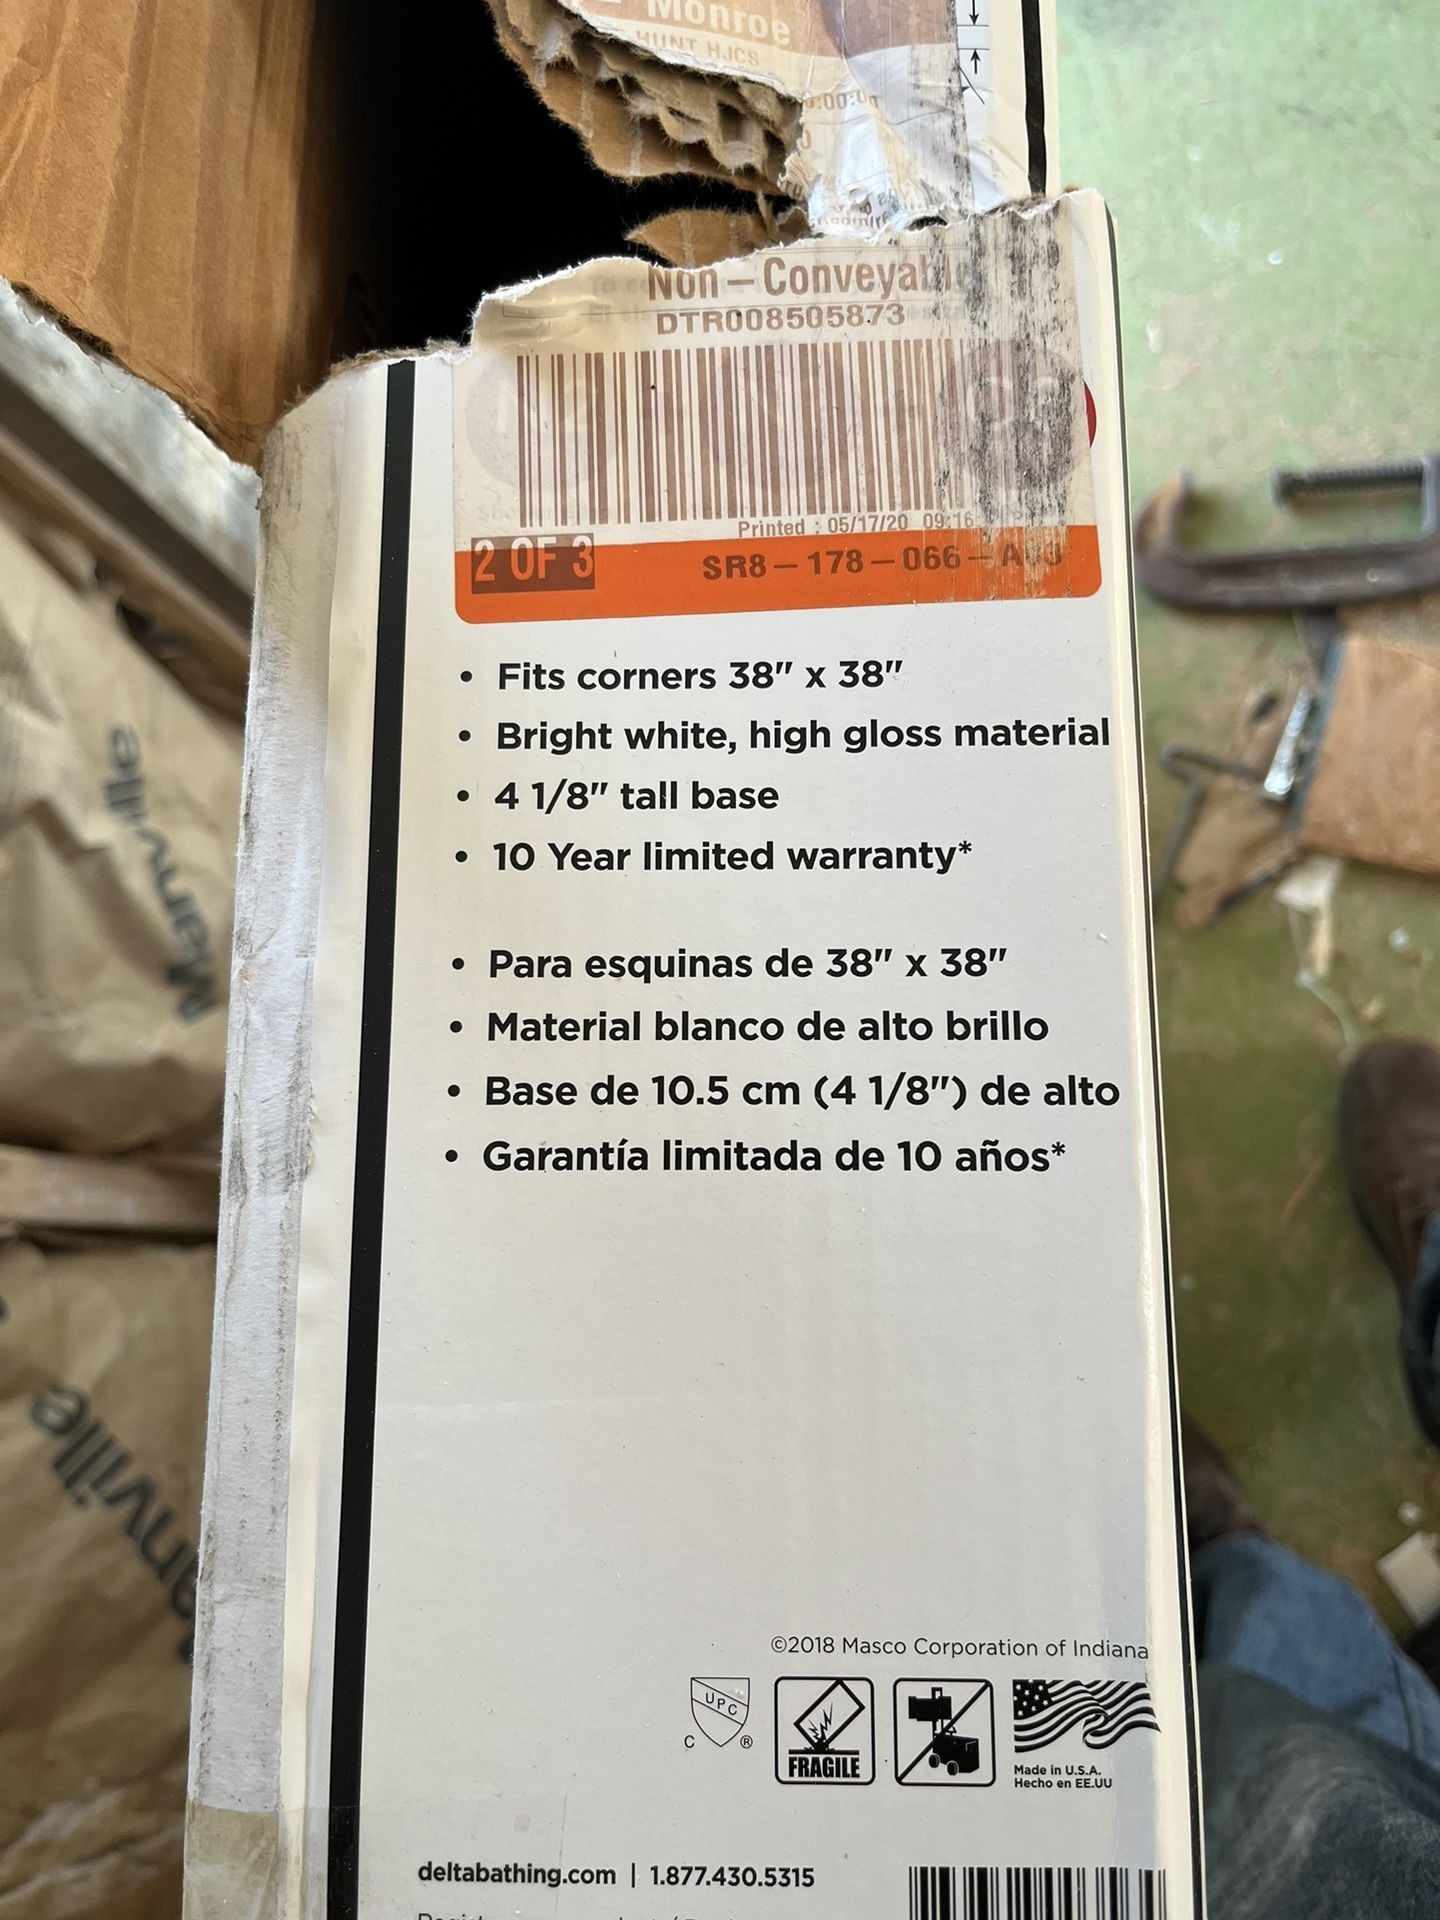 Monroe
HUNT HJCS
Non-Conveyable
DTR008505873
Printed : 05/17/20 09:16
2 OF 3
SR8-178-066-
• Fits corners 38" x 38"
• Bright white, high gloss material
• 4 1/8" tall base
• 10 Year limited warranty*
• Para esquinas de 38" x 38"
• Material blanco de alto brillo
• Base de 10.5 cm (4 1/8") de alto
• Garantía limitada de 10 años*
©2018 Masco Corporation of Indiana
UPC
C ®
FRAGILE
Made in U.S.A.
Hecho en EE.UU
deltabathing.com | 1.877.430.5315
Manville
anville